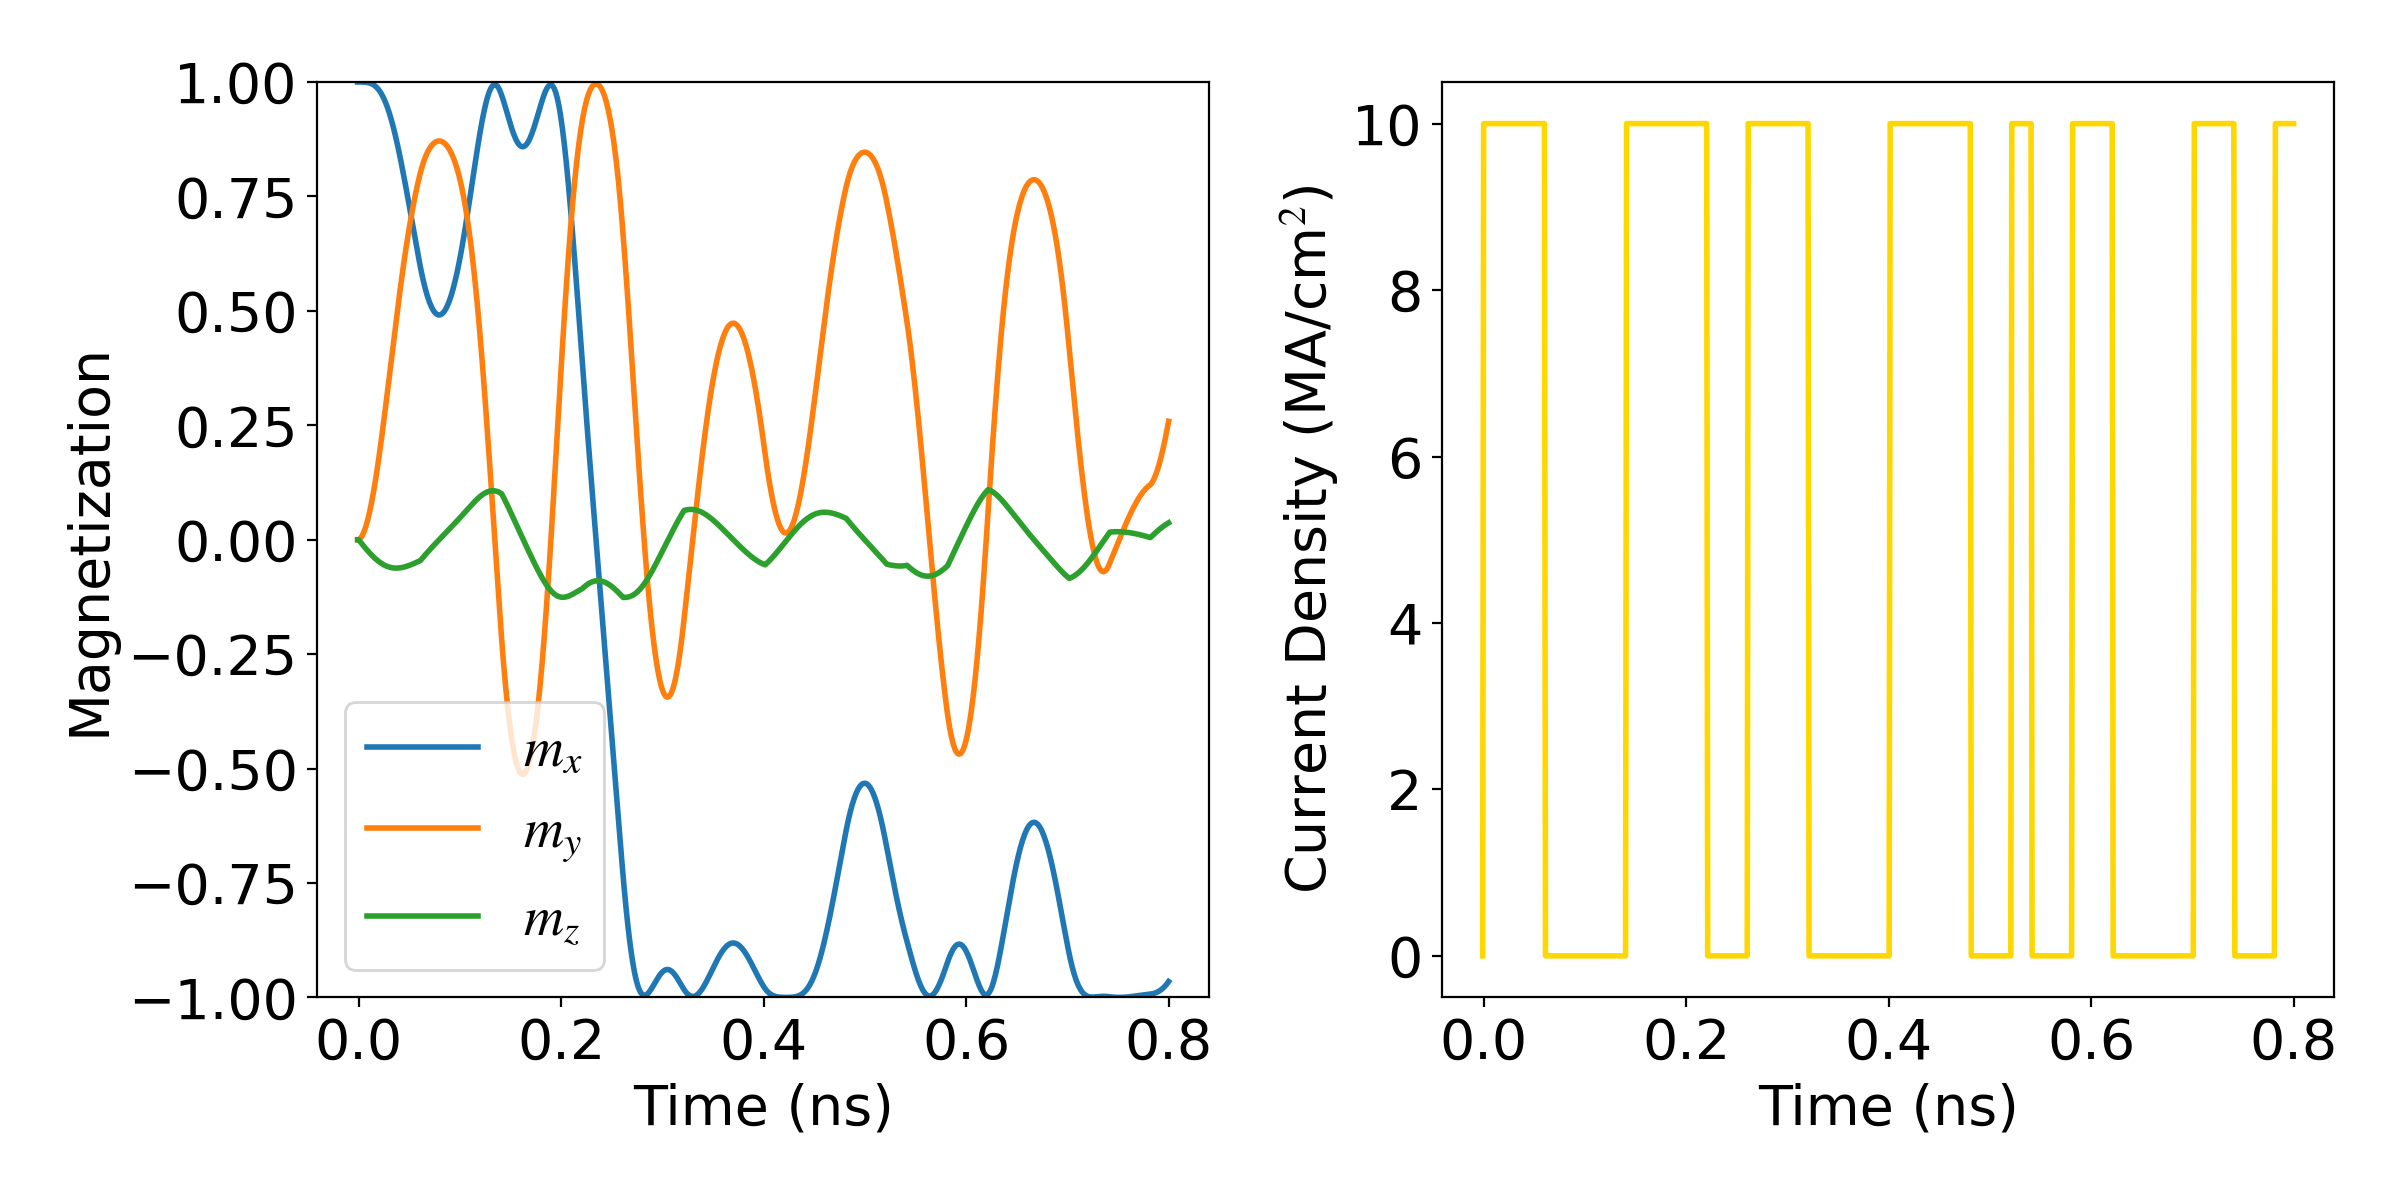 Magnetization
1.00
0.75
0.50
0.25
0.00
−0.25
−0.50
−0.75
−1.00
m_x
m_y
m_z
0.0 0.2 0.4 0.6 0.8
Time (ns)
Current Density (MA/cm²)
10
8
6
4
2
0
0.0 0.2 0.4 0.6 0.8
Time (ns)